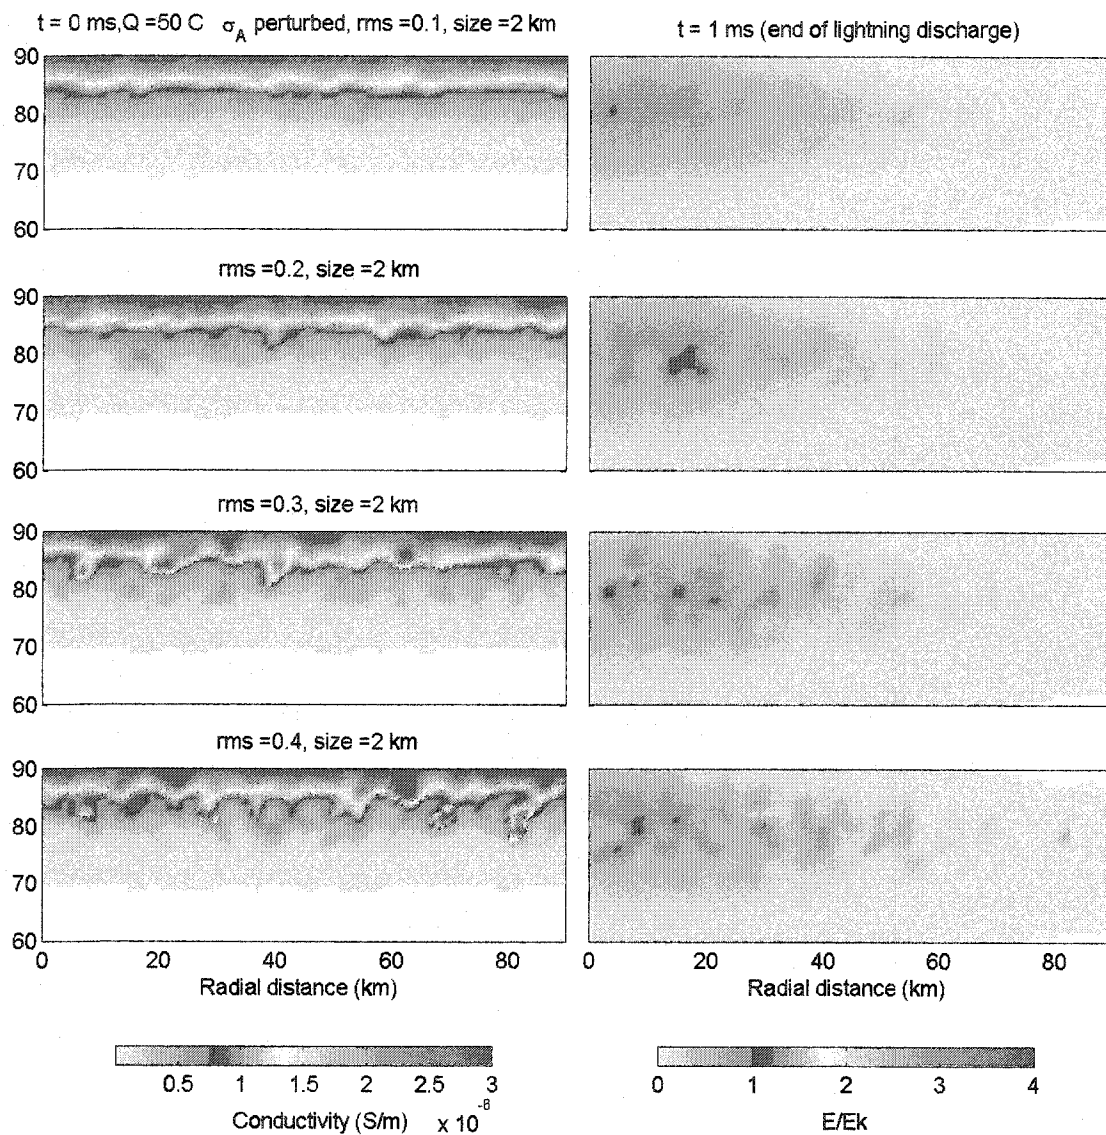 t = 0 ms,Q =50 C σA perturbed, rms =0.1, size =2 km
t = 1 ms (end of lightning discharge)
90
80
70
60
rms =0.2, size =2 km
90
80
70
60
rms =0.3, size =2 km
90
80
70
60
rms =0.4, size =2 km
90
80
70
60
0 20 40 60 80
0 20 40 60 80
Radial distance (km)
Radial distance (km)
0.5 1 1.5 2 2.5 3
0 1 2 3 4
Conductivity (S/m) x 10
E/Ek